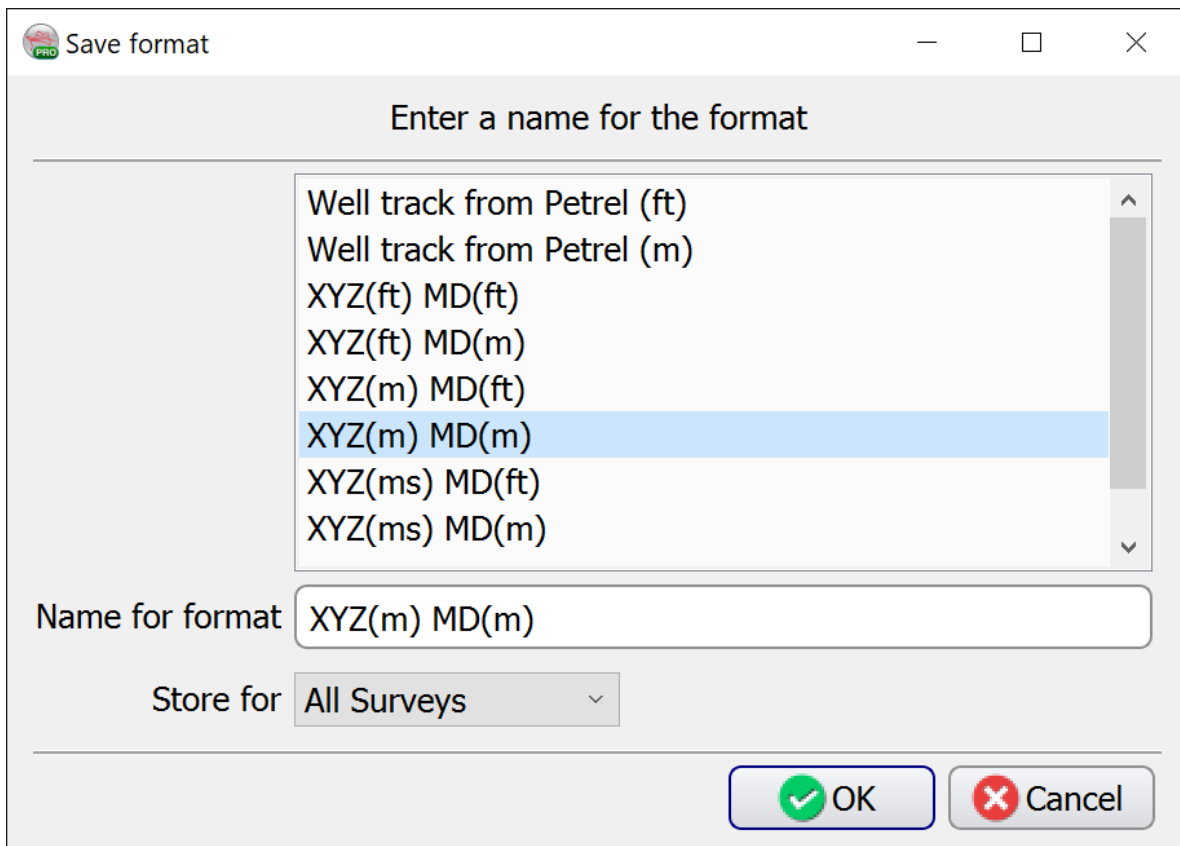 PRO Save format
Enter a name for the format
Well track from Petrel (ft)
Well track from Petrel (m)
XYZ(ft) MD(ft)
XYZ(ft) MD(m)
XYZ(m) MD(ft)
XYZ(m) MD(m)
XYZ(ms) MD(ft)
XYZ(ms) MD(m)
Name for format XYZ(m) MD(m)
Store for All Surveys
OK Cancel